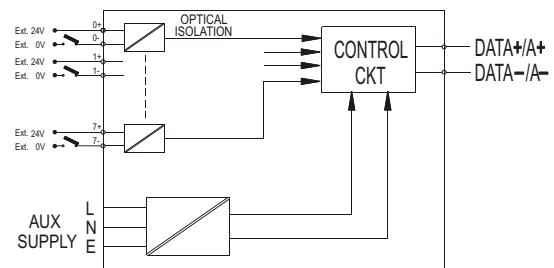 OPTICAL
ISOLATION
Ext. 24V 0+
Ext. 0V 0-
Ext. 24V 1+
Ext. 0V 1-
CONTROL
CKT
DATA+/A+
DATA-/A-
Ext. 24V 7+
Ext. 0V 7-
AUX
SUPPLY
L
N
E